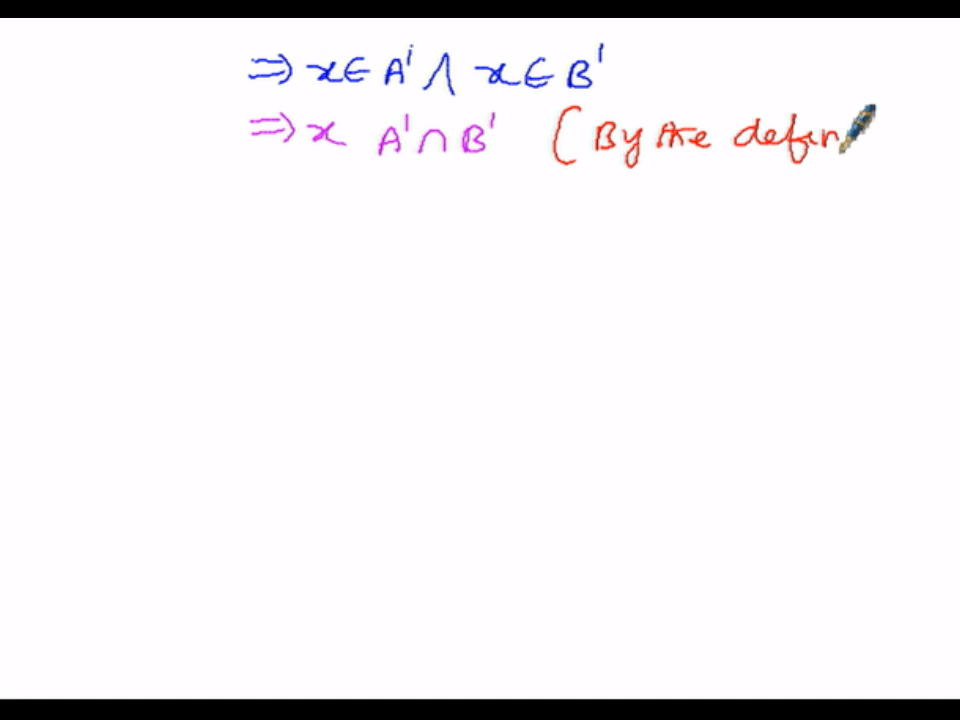 ⇒ x ∈ A' ∧ x ∈ B'
⇒ x A' ∩ B' (By the defin